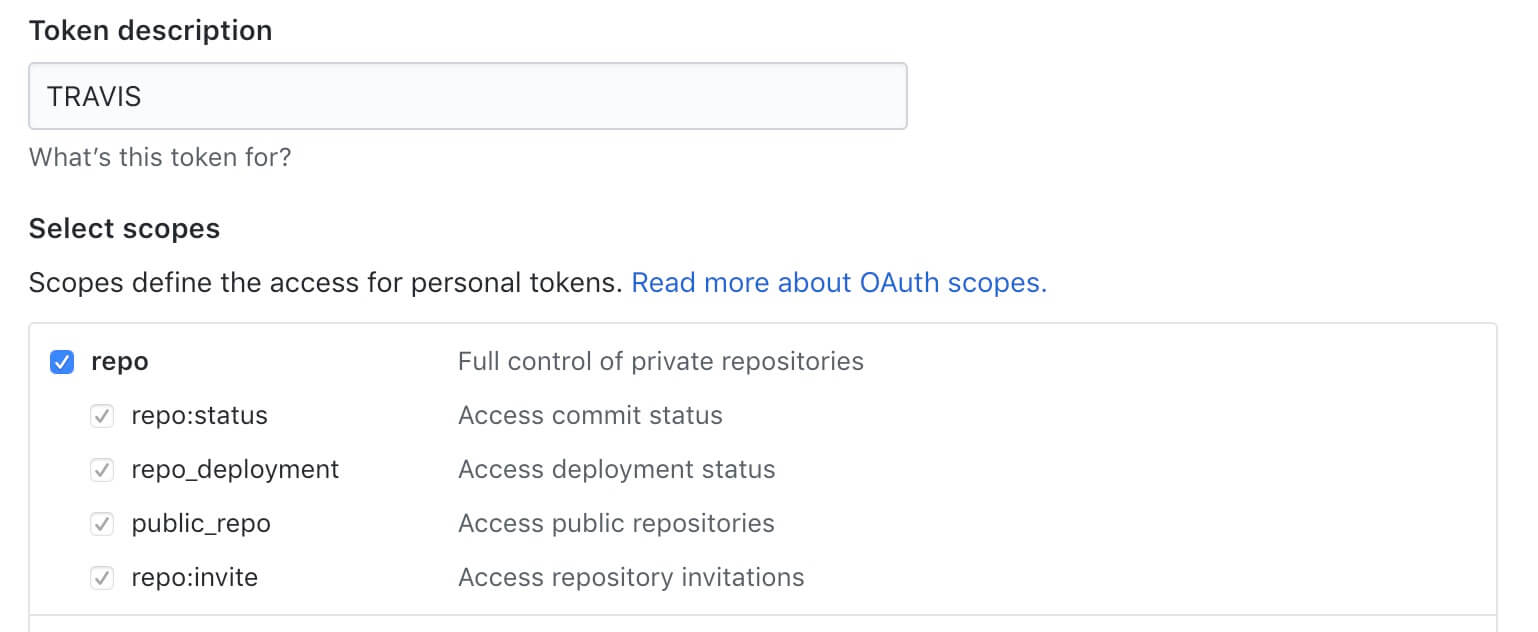 Token description
TRAVIS
What’s this token for?
Select scopes
Scopes define the access for personal tokens. Read more about OAuth scopes.
repo Full control of private repositories
repo:status Access commit status
repo_deployment Access deployment status
public_repo Access public repositories
repo:invite Access repository invitations